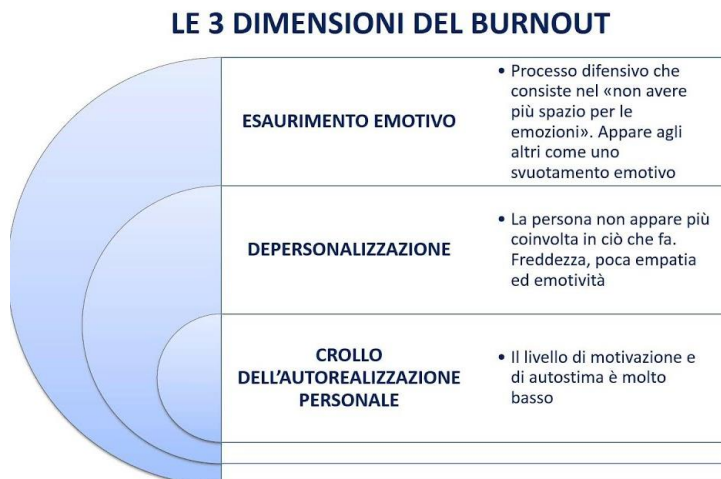 LE 3 DIMENSIONI DEL BURNOUT
ESAURIMENTO EMOTIVO
• Processo difensivo che
consiste nel «non avere
più spazio per le
emozioni». Appare agli
altri come uno
svuotamento emotivo
DEPERSONALIZZAZIONE
• La persona non appare più
coinvolta in ciò che fa.
Freddezza, poca empatia
ed emotività
CROLLO
DELL’AUTOREALIZZAZIONE
PERSONALE
• Il livello di motivazione e
di autostima è molto
basso